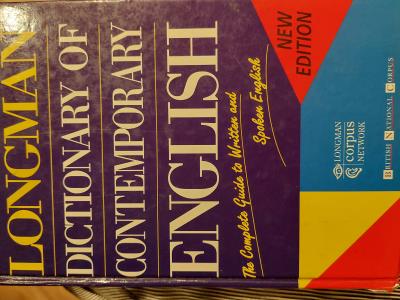 LONGMAN
DICTIONARY OF
CONTEMPORARY
ENGLISH
The Complete Guide to Written and
Spoken English
NEW
EDITION
LONGMAN
corpus
NETWORK
BRITISH NATIONAL CORPUS